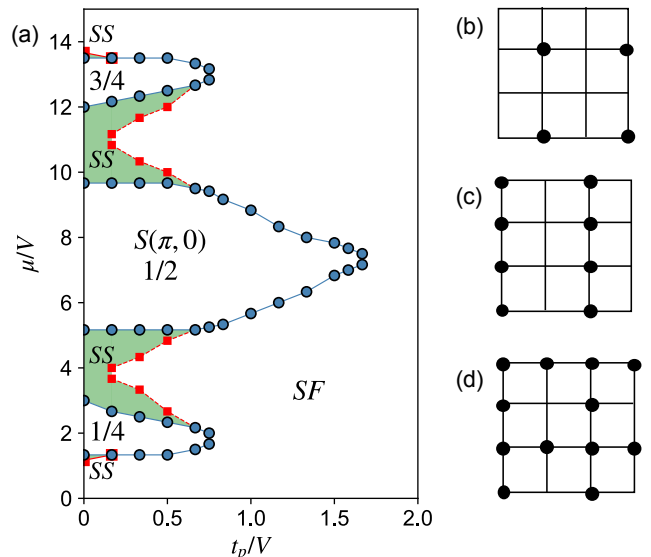 (a)
SS
3/4
SS
S(π,0)
1/2
SS
SF
1/4
SS
μ/V
0
2
4
6
8
10
12
14
0
0.5
1.0
1.5
2.0
t_p/V
(b)
(c)
(d)